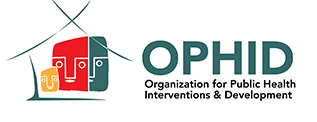 OPHID
Organization for Public Health
Interventions & Development